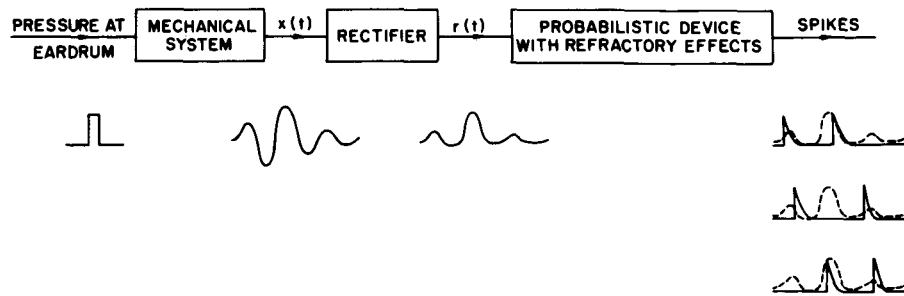 PRESSURE AT
EARDRUM
MECHANICAL
SYSTEM
x(t)
RECTIFIER
r(t)
PROBABILISTIC DEVICE
WITH REFRACTORY EFFECTS
SPIKES